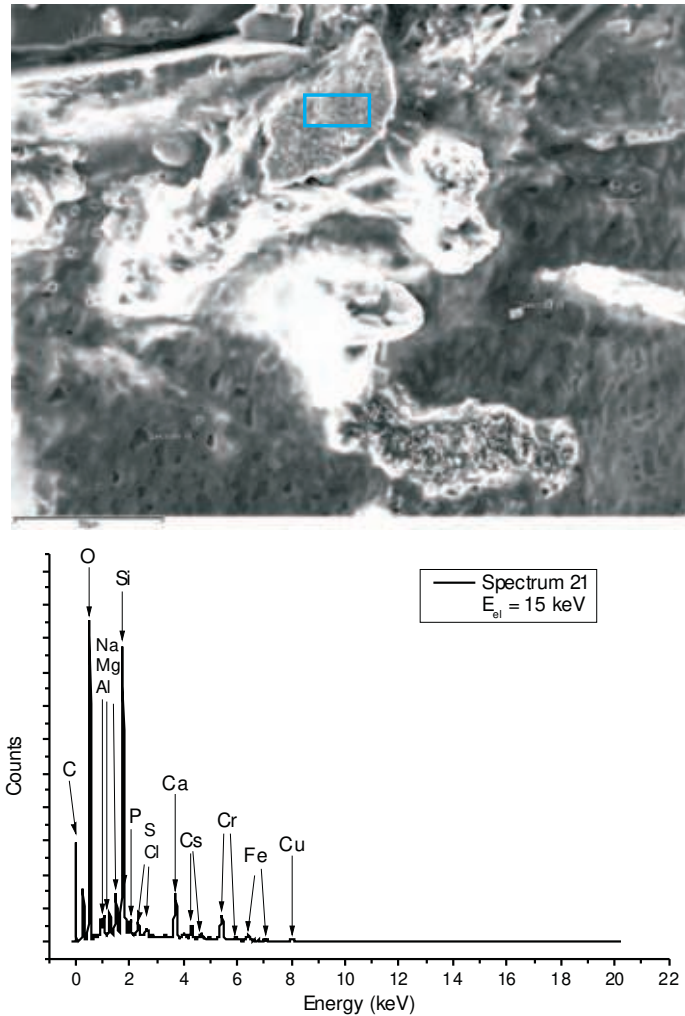 O
Si
Na
Mg
Al
C
P
S
Cl
Ca
Cs
Cr
Fe
Cu
Spectrum 21
E_el = 15 keV
Counts
0 2 4 6 8 10 12 14 16 18 20 22
Energy (keV)